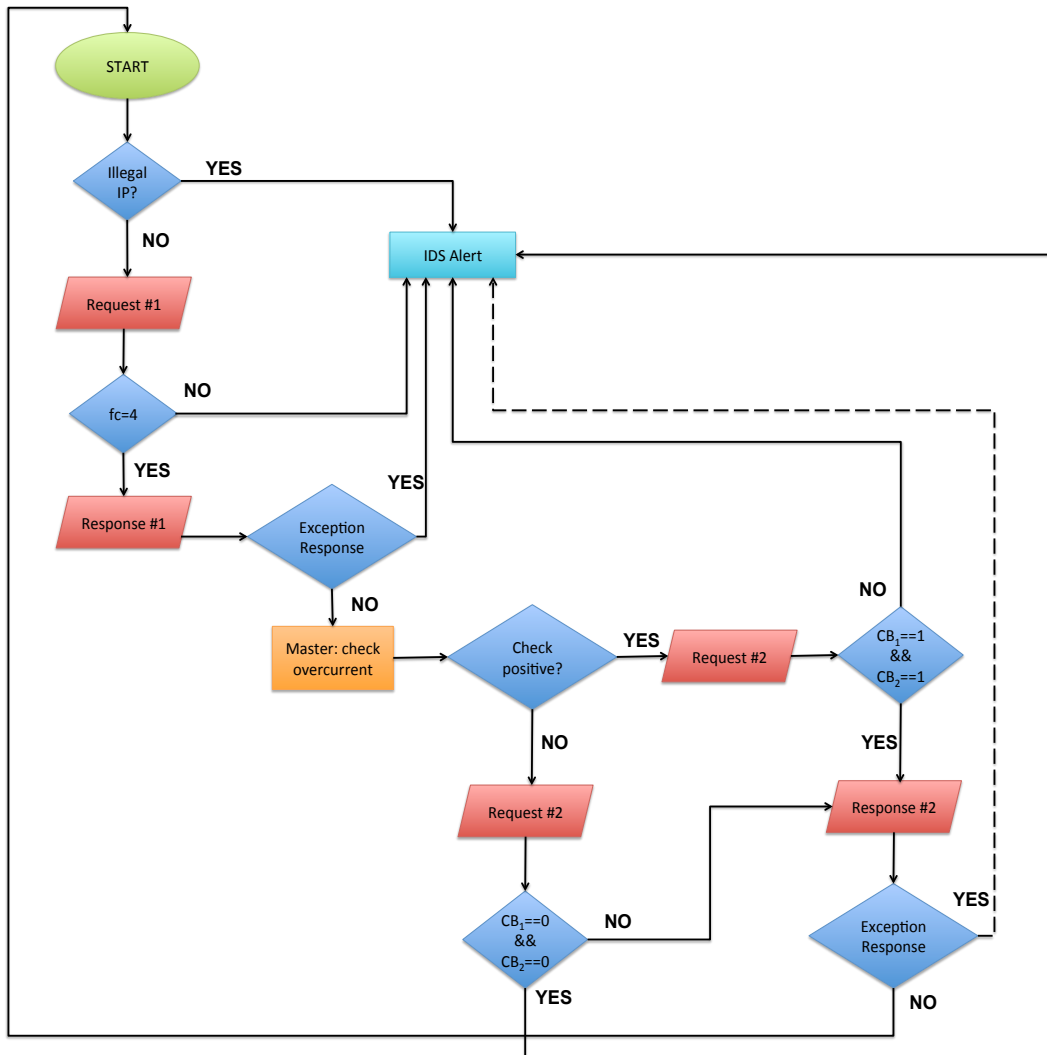 START
Illegal
IP?
YES
NO
IDS Alert
Request #1
fc=4
NO
YES
Response #1
Exception
Response
YES
NO
Master: check
overcurrent
Check
positive?
YES
Request #2
CB₁==1
&&
CB₂==1
NO
YES
NO
Request #2
Response #2
CB₁==0
&&
CB₂==0
NO
YES
Exception
Response
YES
NO